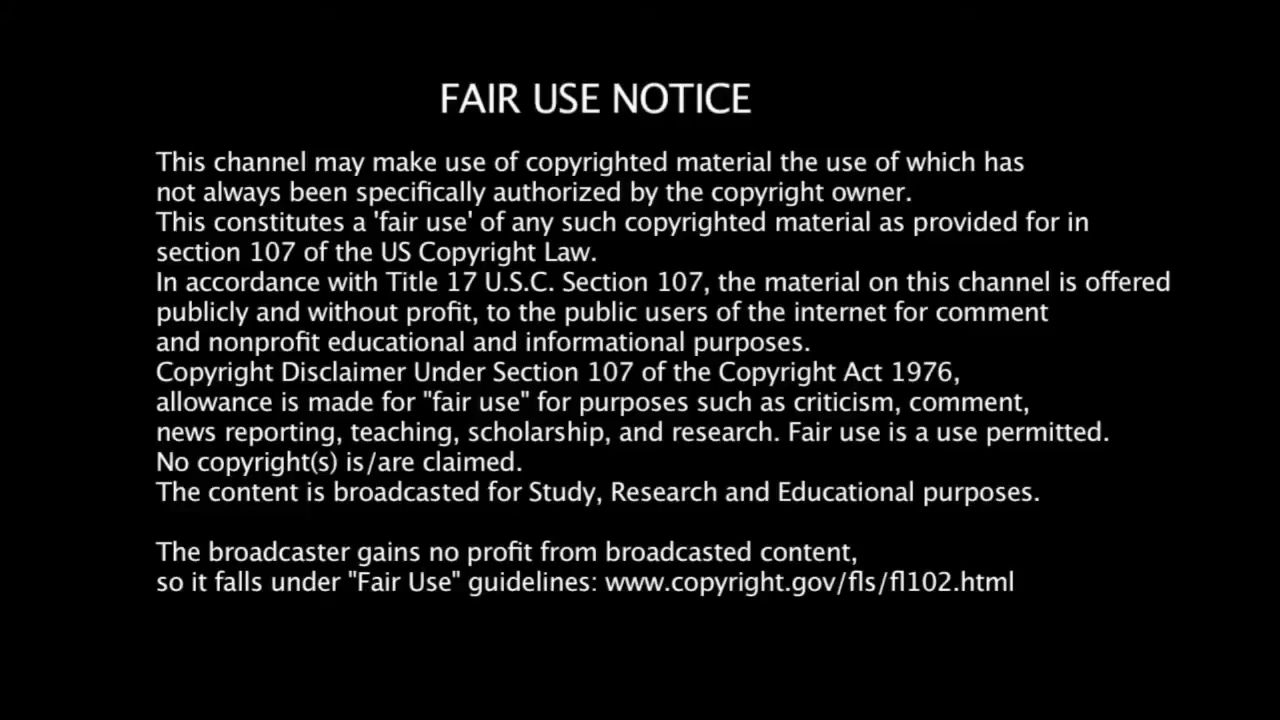 FAIR USE NOTICE
This channel may make use of copyrighted material the use of which has
not always been specifically authorized by the copyright owner.
This constitutes a 'fair use' of any such copyrighted material as provided for in
section 107 of the US Copyright Law.
In accordance with Title 17 U.S.C. Section 107, the material on this channel is offered
publicly and without profit, to the public users of the internet for comment
and nonprofit educational and informational purposes.
Copyright Disclaimer Under Section 107 of the Copyright Act 1976,
allowance is made for "fair use" for purposes such as criticism, comment,
news reporting, teaching, scholarship, and research. Fair use is a use permitted.
No copyright(s) is/are claimed.
The content is broadcasted for Study, Research and Educational purposes.
The broadcaster gains no profit from broadcasted content,
so it falls under "Fair Use" guidelines: www.copyright.gov/fls/fl102.html